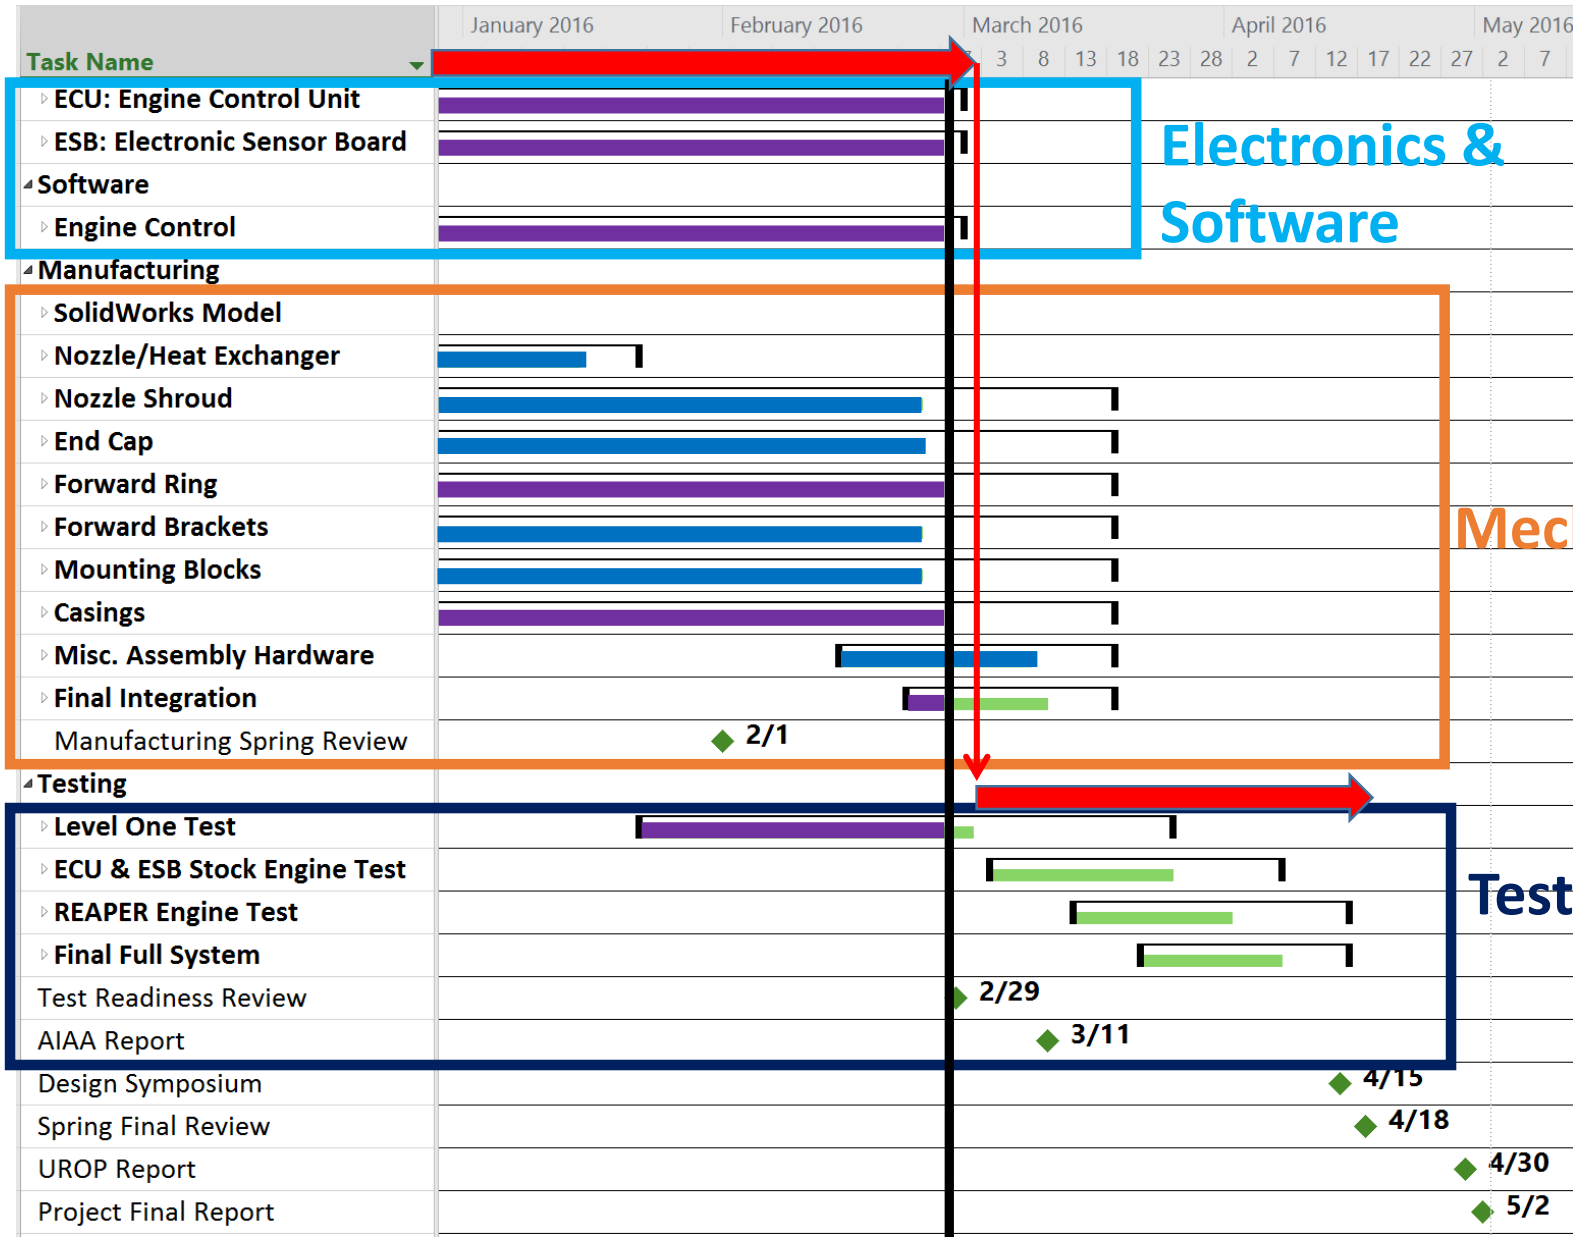 January 2016 February 2016 March 2016 April 2016 May 2016
Task Name 3 8 13 18 23 28 2 7 12 17 22 27 2 7
ECU: Engine Control Unit
ESB: Electronic Sensor Board
Electronics &
Software
Software
Engine Control
Manufacturing
SolidWorks Model
Nozzle/Heat Exchanger
Nozzle Shroud
End Cap
Forward Ring
Forward Brackets
Mec
Mounting Blocks
Casings
Misc. Assembly Hardware
Final Integration
Manufacturing Spring Review 2/1
Testing
Level One Test
ECU & ESB Stock Engine Test
Test
REAPER Engine Test
Final Full System
Test Readiness Review 2/29
AIAA Report 3/11
Design Symposium 4/15
Spring Final Review 4/18
UROP Report 4/30
Project Final Report 5/2